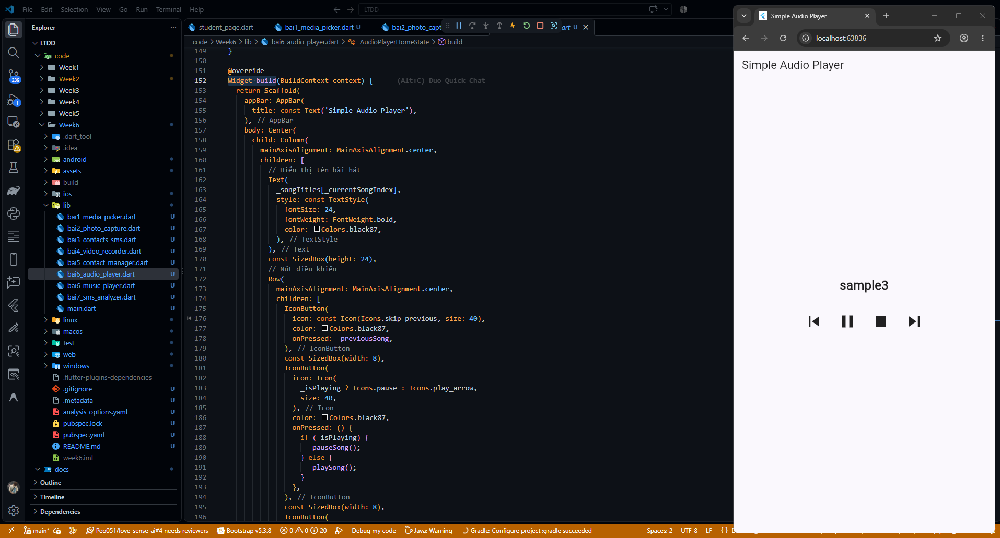 File Edit Selection View Go Run Terminal Help
LTDD
Explorer
LTDD
code
Week1
Week2
Week3
Week4
Week5
Week6
.dart_tool
.idea
android
assets
build
ios
lib
bai1_media_picker.dart U
bai2_photo_capture.dart U
bai3_contacts_sms.dart U
bai4_video_recorder.dart U
bai5_contact_manager.dart U
bai6_audio_player.dart U
bai6_music_player.dart U
bai7_sms_analyzer.dart U
main.dart U
linux
macos
test
web
windows
.flutter-plugins-dependencies
.gitignore U
.metadata U
analysis_options.yaml U
pubspec.lock U
pubspec.yaml U
README.md U
week6.iml
docs
Outline
Timeline
Dependencies
239
1
student_page.dart bai1_media_picker.dart U bai2_photo_capt art U
code > Week6 > lib > bai6_audio_player.dart > _AudioPlayerHomeState > build
149 }
150
151 @override
152 Widget build(BuildContext context) { (Alt+C) Duo Quick Chat
153 return Scaffold(
154 appBar: AppBar(
155 title: const Text('Simple Audio Player'),
156 ), // AppBar
157 body: Center(
158 child: Column(
159 mainAxisAlignment: MainAxisAlignment.center,
160 children: [
161 // Hiển thị tên bài hát
162 Text(
163 _songTitles[_currentSongIndex],
164 style: const TextStyle(
165 fontSize: 24,
166 fontWeight: FontWeight.bold,
167 color: Colors.black87,
168 ), // TextStyle
169 ), // Text
170 const SizedBox(height: 24),
171 // Nút điều khiển
172 Row(
173 mainAxisAlignment: MainAxisAlignment.center,
174 children: [
175 IconButton(
176 icon: const Icon(Icons.skip_previous, size: 40),
177 color: Colors.black87,
178 onPressed: _previousSong,
179 ), // IconButton
180 const SizedBox(width: 8),
181 IconButton(
182 icon: Icon(
183 _isPlaying ? Icons.pause : Icons.play_arrow,
184 size: 40,
185 ), // Icon
186 color: Colors.black87,
187 onPressed: () {
188 if (_isPlaying) {
189 _pauseSong();
190 } else {
191 _playSong();
192 }
193 },
194 ), // IconButton
195 const SizedBox(width: 8),
196 IconButton(
Simple Audio Player
localhost:63836
Simple Audio Player
sample3
main* Peo051/love-sense-ai#4 needs reviewers Bootstrap v5.3.8 0 0 20 Debug my code Java: Warning Gradle: Configure project :gradle succeeded Spaces: 2 UTF-8 LF { }